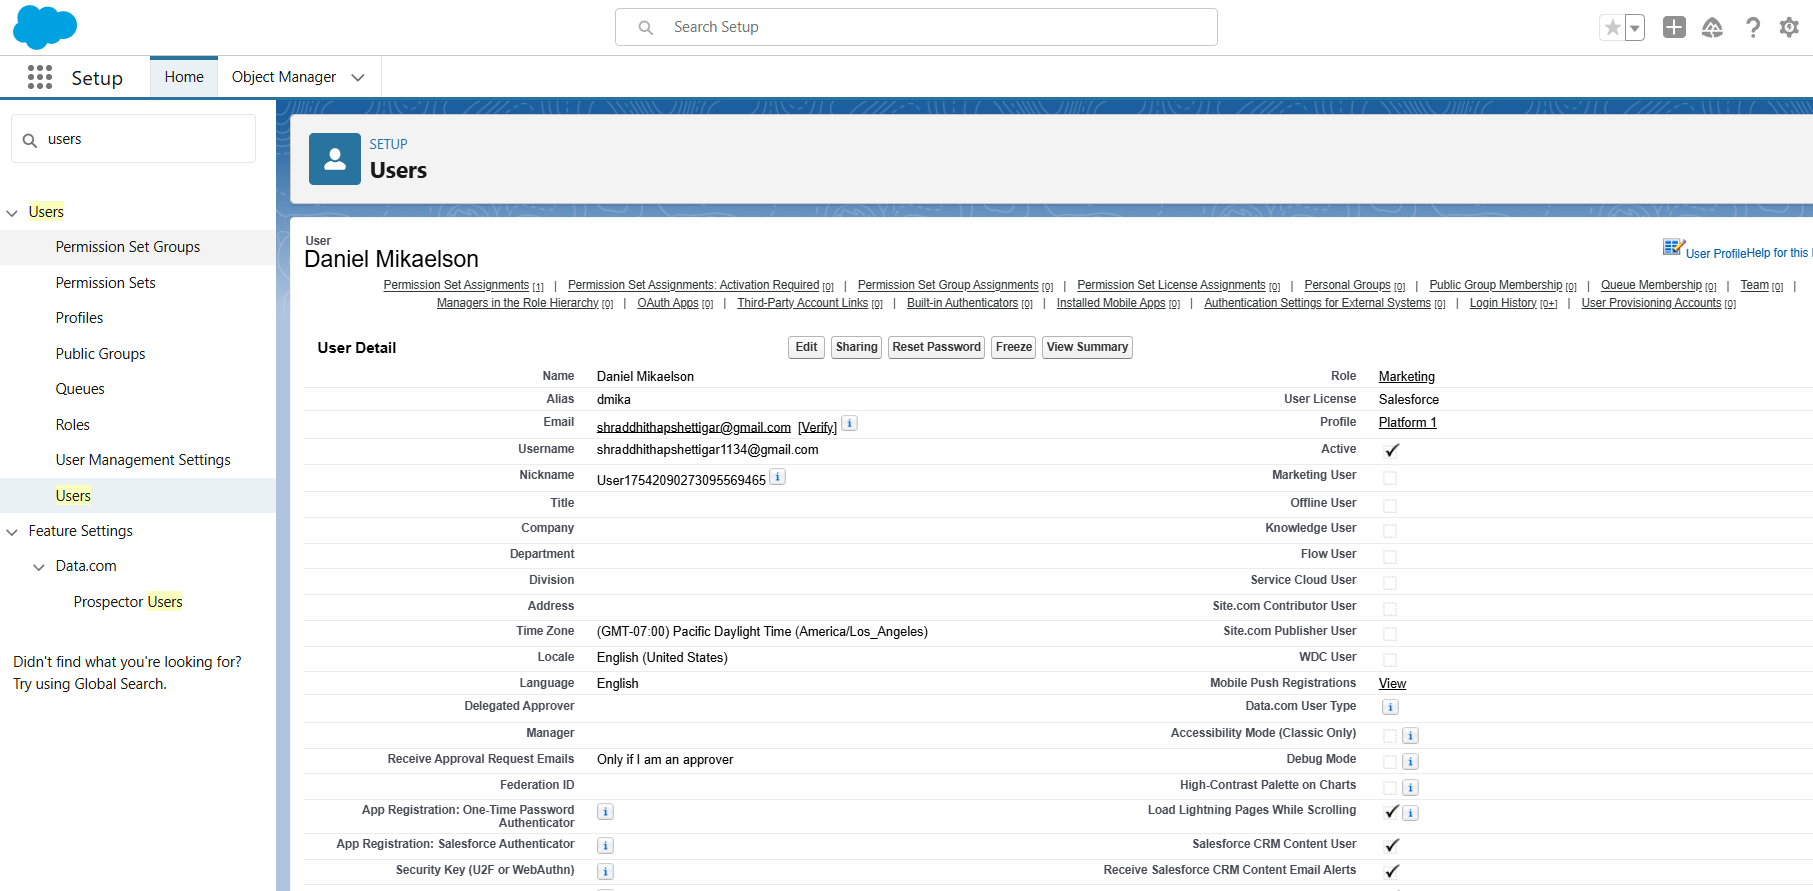 Search Setup
Setup
Home
Object Manager
users
Users
Permission Set Groups
Permission Sets
Profiles
Public Groups
Queues
Roles
User Management Settings
Users
Feature Settings
Data.com
Prospector Users
Didn't find what you're looking for?
Try using Global Search.
SETUP
Users
User
Daniel Mikaelson
User Profile Help for this
Permission Set Assignments [1] | Permission Set Assignments: Activation Required [0] | Permission Set Group Assignments [0] | Permission Set License Assignments [0] | Personal Groups [0] | Public Group Membership [0] | Queue Membership [0] | Team [0] |
Managers in the Role Hierarchy [0] | OAuth Apps [0] | Third-Party Account Links [0] | Built-in Authenticators [0] | Installed Mobile Apps [0] | Authentication Settings for External Systems [0] | Login History [0+] | User Provisioning Accounts [0]
User Detail
Edit Sharing Reset Password Freeze View Summary
Name Daniel Mikaelson Role Marketing
Alias dmika User License Salesforce
Email shraddhithapshettigar@gmail.com [Verify] i Profile Platform 1
Username shraddhithapshettigar1134@gmail.com Active
Nickname User17542090273095569465 i Marketing User
Title Offline User
Company Knowledge User
Department Flow User
Division Service Cloud User
Address Site.com Contributor User
Time Zone (GMT-07:00) Pacific Daylight Time (America/Los_Angeles) Site.com Publisher User
Locale English (United States) WDC User
Language English Mobile Push Registrations View
Delegated Approver Data.com User Type i
Manager Accessibility Mode (Classic Only) i
Receive Approval Request Emails Only if I am an approver Debug Mode i
Federation ID High-Contrast Palette on Charts i
App Registration: One-Time Password
Authenticator i Load Lightning Pages While Scrolling i
App Registration: Salesforce Authenticator i Salesforce CRM Content User
Security Key (U2F or WebAuthn) i Receive Salesforce CRM Content Email Alerts